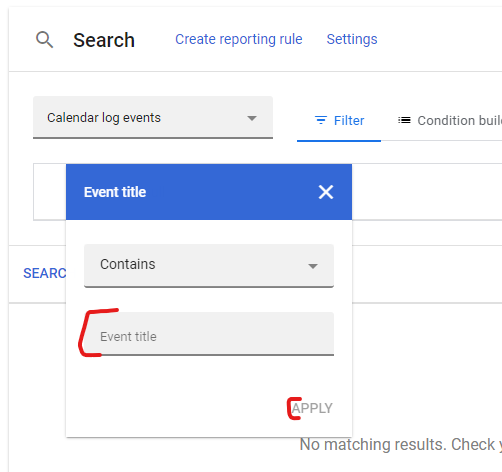 Search Create reporting rule Settings
Calendar log events
Filter Condition buil
Event title
Contains
SEARC
Event title
APPLY
No matching results. Check y